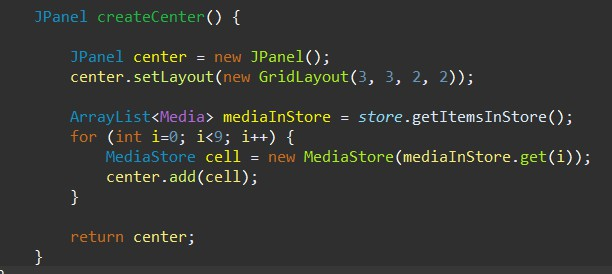 JPanel createCenter() {
JPanel center = new JPanel();
center.setLayout(new GridLayout(3, 3, 2, 2));
ArrayList<Media> mediaInStore = store.getItemsInStore();
for (int i=0; i<9; i++) {
MediaStore cell = new MediaStore(mediaInStore.get(i));
center.add(cell);
}
return center;
}